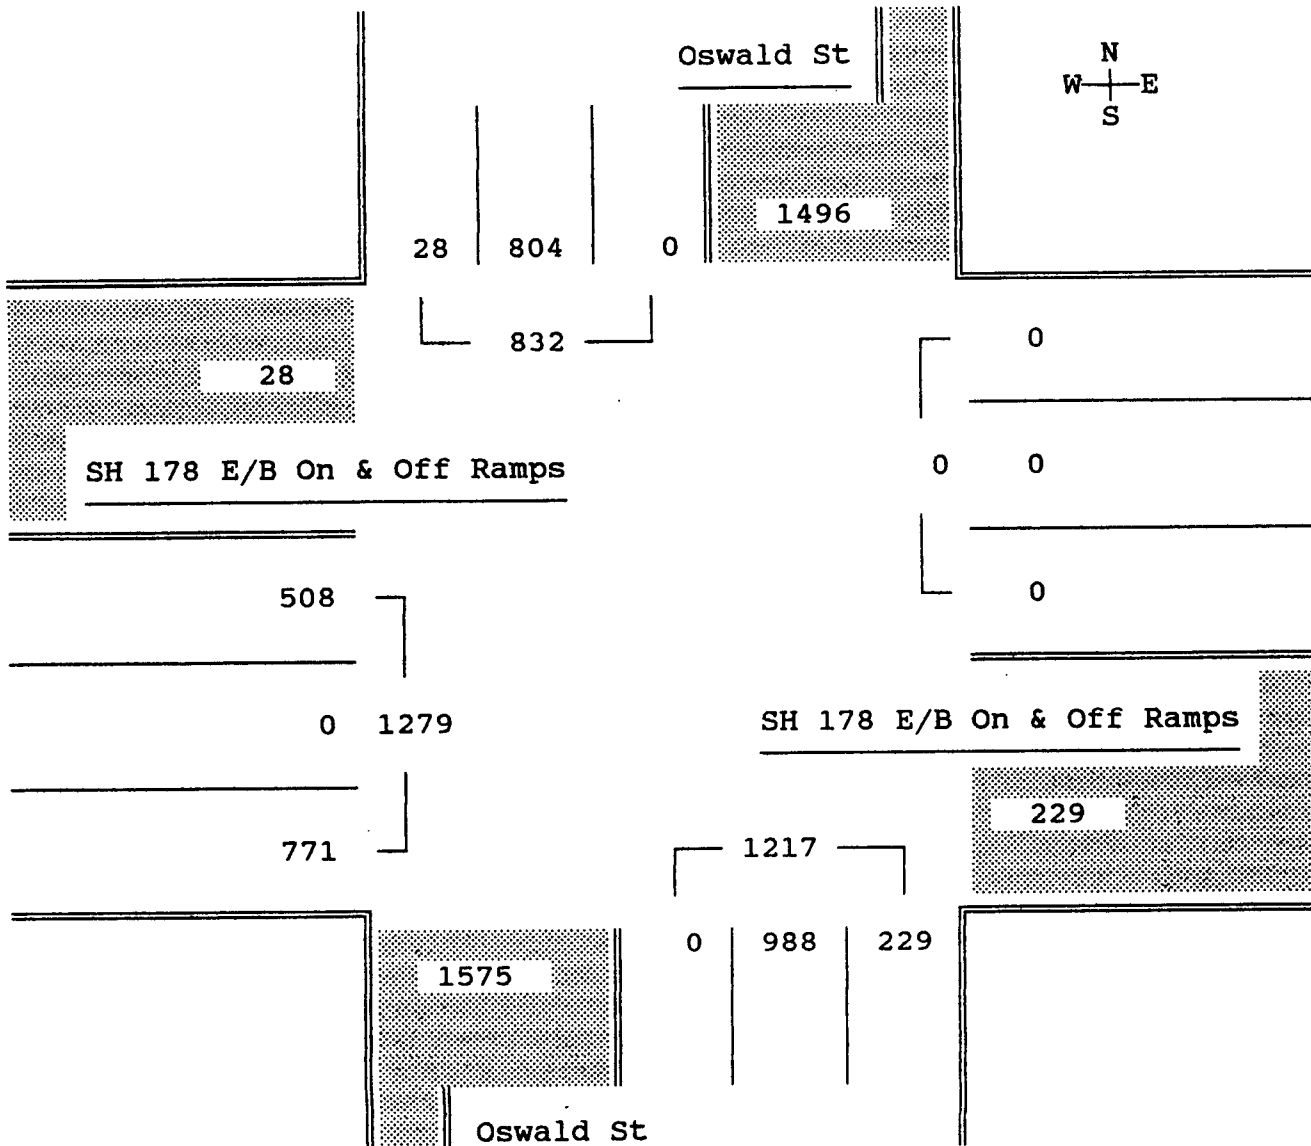 Oswald St
N
W E
S
1496
28 804 0
832
0
28
SH 178 E/B On & Off Ramps
0 0
508
0
0 1279
SH 178 E/B On & Off Ramps
229
771
1217
0 988 229
1575
Oswald St